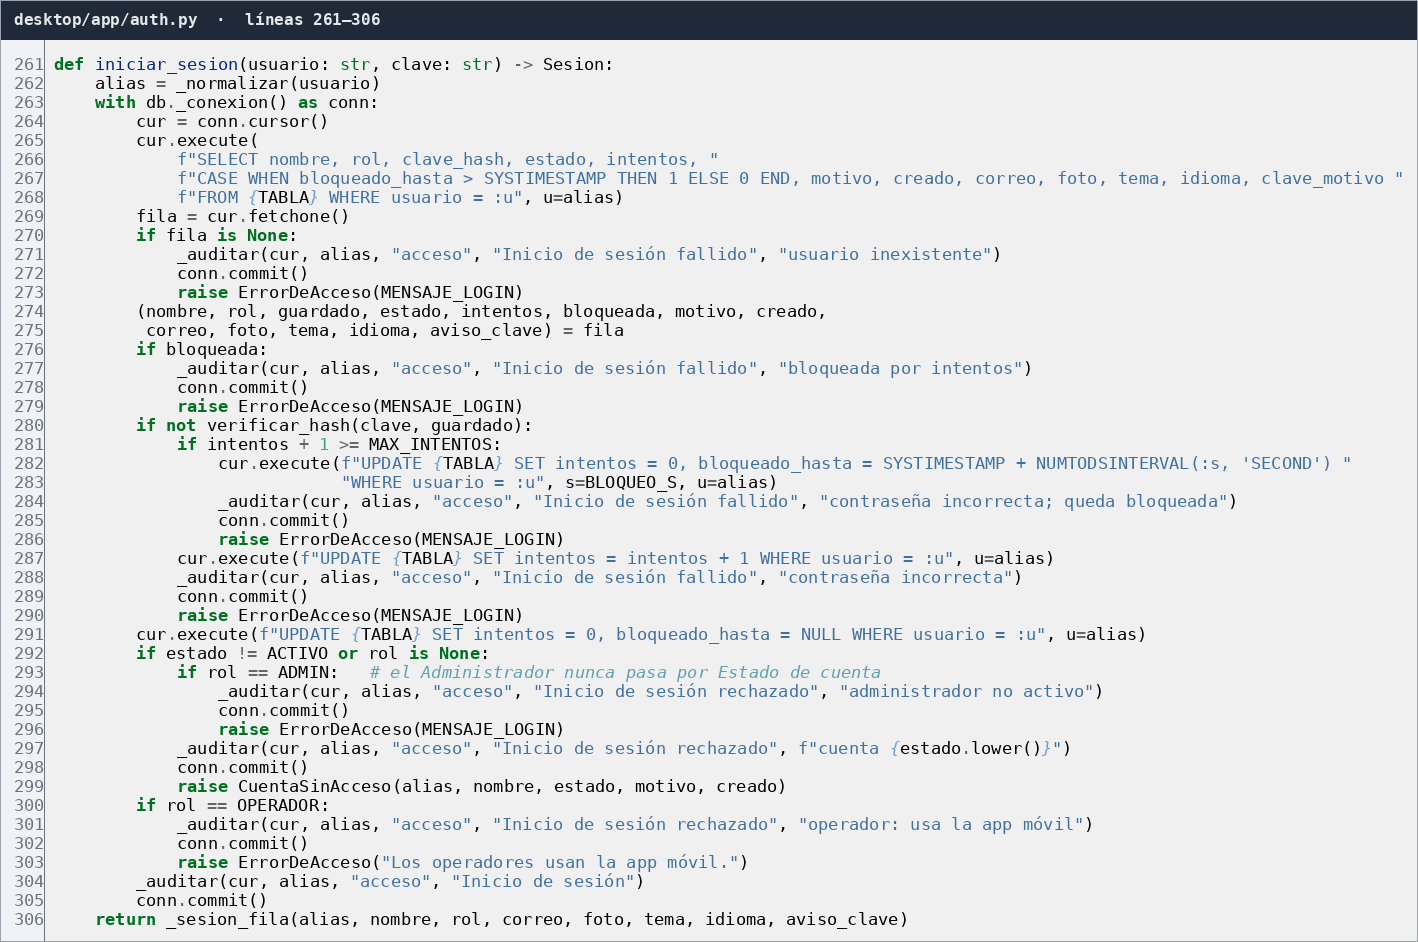 desktop/app/auth.py · líneas 261–306
261 def iniciar_sesion(usuario: str, clave: str) -> Sesion:
262     alias = _normalizar(usuario)
263     with db._conexion() as conn:
264         cur = conn.cursor()
265         cur.execute(
266             f"SELECT nombre, rol, clave_hash, estado, intentos, "
267             f"CASE WHEN bloqueado_hasta > SYSTIMESTAMP THEN 1 ELSE 0 END, motivo, creado, correo, foto, tema, idioma, clave_motivo "
268             f"FROM {TABLA} WHERE usuario = :u", u=alias)
269         fila = cur.fetchone()
270         if fila is None:
271             _auditar(cur, alias, "acceso", "Inicio de sesión fallido", "usuario inexistente")
272             conn.commit()
273             raise ErrorDeAcceso(MENSAJE_LOGIN)
274         (nombre, rol, guardado, estado, intentos, bloqueada, motivo, creado,
275          correo, foto, tema, idioma, aviso_clave) = fila
276         if bloqueada:
277             _auditar(cur, alias, "acceso", "Inicio de sesión fallido", "bloqueada por intentos")
278             conn.commit()
279             raise ErrorDeAcceso(MENSAJE_LOGIN)
280         if not verificar_hash(clave, guardado):
281             if intentos + 1 >= MAX_INTENTOS:
282                 cur.execute(f"UPDATE {TABLA} SET intentos = 0, bloqueado_hasta = SYSTIMESTAMP + NUMTODSINTERVAL(:s, 'SECOND') "
283                             "WHERE usuario = :u", s=BLOQUEO_S, u=alias)
284                 _auditar(cur, alias, "acceso", "Inicio de sesión fallido", "contraseña incorrecta; queda bloqueada")
285                 conn.commit()
286                 raise ErrorDeAcceso(MENSAJE_LOGIN)
287             cur.execute(f"UPDATE {TABLA} SET intentos = intentos + 1 WHERE usuario = :u", u=alias)
288             _auditar(cur, alias, "acceso", "Inicio de sesión fallido", "contraseña incorrecta")
289             conn.commit()
290             raise ErrorDeAcceso(MENSAJE_LOGIN)
291         cur.execute(f"UPDATE {TABLA} SET intentos = 0, bloqueado_hasta = NULL WHERE usuario = :u", u=alias)
292         if estado != ACTIVO or rol is None:
293             if rol == ADMIN:   # el Administrador nunca pasa por Estado de cuenta
294                 _auditar(cur, alias, "acceso", "Inicio de sesión rechazado", "administrador no activo")
295                 conn.commit()
296                 raise ErrorDeAcceso(MENSAJE_LOGIN)
297             _auditar(cur, alias, "acceso", "Inicio de sesión rechazado", f"cuenta {estado.lower()}")
298             conn.commit()
299             raise CuentaSinAcceso(alias, nombre, estado, motivo, creado)
300         if rol == OPERADOR:
301             _auditar(cur, alias, "acceso", "Inicio de sesión rechazado", "operador: usa la app móvil")
302             conn.commit()
303             raise ErrorDeAcceso("Los operadores usan la app móvil.")
304         _auditar(cur, alias, "acceso", "Inicio de sesión")
305         conn.commit()
306     return _sesion_fila(alias, nombre, rol, correo, foto, tema, idioma, aviso_clave)